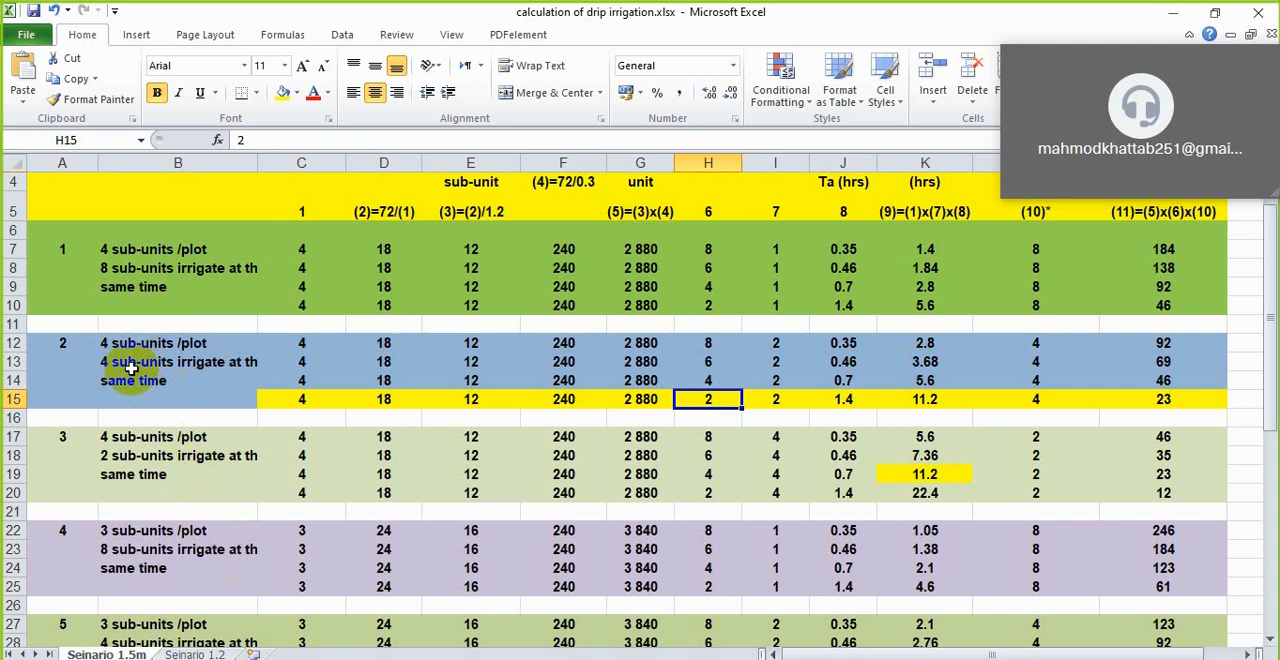 calculation of drip irrigation.xlsx - Microsoft Excel
File Home Insert Page Layout Formulas Data Review View PDFelement
Cut
Copy
Format Painter
Paste
Clipboard
Arial 11 A A
B I U A
Font
Wrap Text
Merge & Center
Alignment
General
% ,
Number
Conditional Formatting
Format as Table
Cell Styles
Styles
Insert Delete
Cells
mahmodkhattab251@gmai...
H15 fx 2
A B C D E F G H I J K
4 sub-unit (4)=72/0.3 unit Ta (hrs) (hrs)
5 1 (2)=72/(1) (3)=(2)/1.2 (5)=(3)x(4) 6 7 8 (9)=(1)x(7)x(8) (10)* (11)=(5)x(6)x(10)
6
7 1 4 sub-units /plot 4 18 12 240 2 880 8 1 0.35 1.4 8 184
8 8 sub-units irrigate at th 4 18 12 240 2 880 6 1 0.46 1.84 8 138
9 same time 4 18 12 240 2 880 4 1 0.7 2.8 8 92
10 4 18 12 240 2 880 2 1 1.4 5.6 8 46
11
12 2 4 sub-units /plot 4 18 12 240 2 880 8 2 0.35 2.8 4 92
13 4 sub-units irrigate at th 4 18 12 240 2 880 6 2 0.46 3.68 4 69
14 same time 4 18 12 240 2 880 4 2 0.7 5.6 4 46
15 4 18 12 240 2 880 2 2 1.4 11.2 4 23
16
17 3 4 sub-units /plot 4 18 12 240 2 880 8 4 0.35 5.6 2 46
18 2 sub-units irrigate at th 4 18 12 240 2 880 6 4 0.46 7.36 2 35
19 same time 4 18 12 240 2 880 4 4 0.7 11.2 2 23
20 4 18 12 240 2 880 2 4 1.4 22.4 2 12
21
22 4 3 sub-units /plot 3 24 16 240 3 840 8 1 0.35 1.05 8 246
23 8 sub-units irrigate at th 3 24 16 240 3 840 6 1 0.46 1.38 8 184
24 same time 3 24 16 240 3 840 4 1 0.7 2.1 8 123
25 3 24 16 240 3 840 2 1 1.4 4.6 8 61
26
27 5 3 sub-units /plot 3 24 16 240 3 840 8 2 0.35 2.1 4 123
28 4 sub-units irrigate at th 3 24 16 240 3 840 6 2 0.46 2.76 4 92
Seinario 1.5m Seinario 1.2